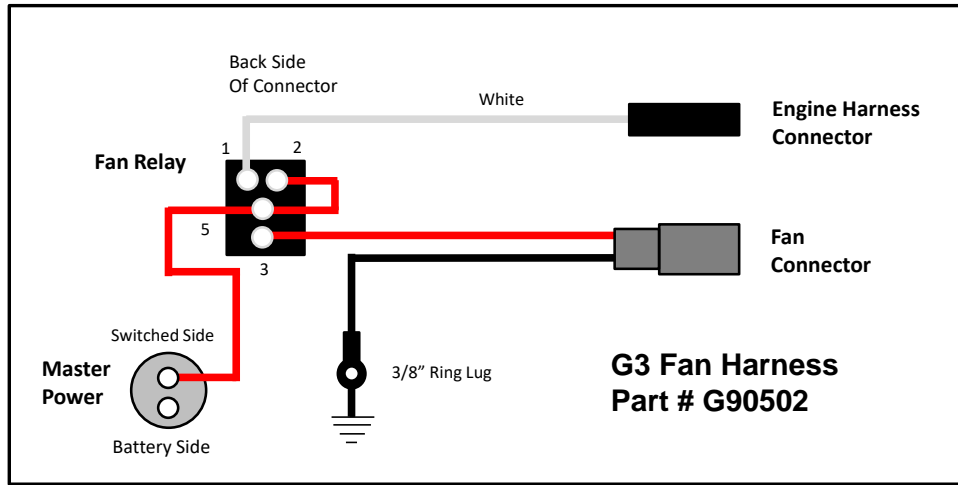 Back Side
Of Connector
White
Engine Harness
Connector
Fan Relay
1
2
5
3
Fan
Connector
Switched Side
Master
Power
Battery Side
3/8” Ring Lug
G3 Fan Harness
Part # G90502